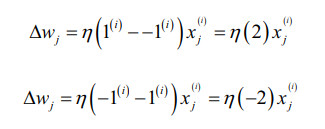 Δw_j = η(1^(i) − −1^(i)) x_j^(i) = η(2) x_j^(i)
Δw_j = η(−1^(i) − 1^(i)) x_j^(i) = η(−2) x_j^(i)